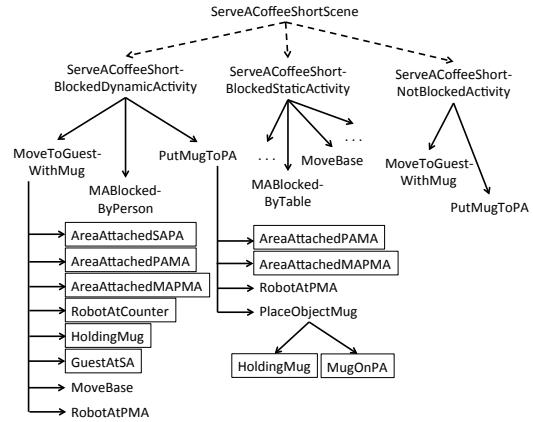 ServeACoffeeShortScene
ServeACoffeeShort-
BlockedDynamicActivity
ServeACoffeeShort-
BlockedStaticActivity
ServeACoffeeShort-
NotBlockedActivity
MoveToGuest-
WithMug
MABlocked-
ByPerson
PutMugToPA
. . .
MABlocked-
ByTable
MoveBase
. . .
MoveToGuest-
WithMug
PutMugToPA
AreaAttachedSAPA
AreaAttachedPAMA
AreaAttachedMAPMA
RobotAtCounter
HoldingMug
GuestAtSA
MoveBase
RobotAtPMA
AreaAttachedPAMA
AreaAttachedMAPMA
RobotAtPMA
PlaceObjectMug
HoldingMug
MugOnPA